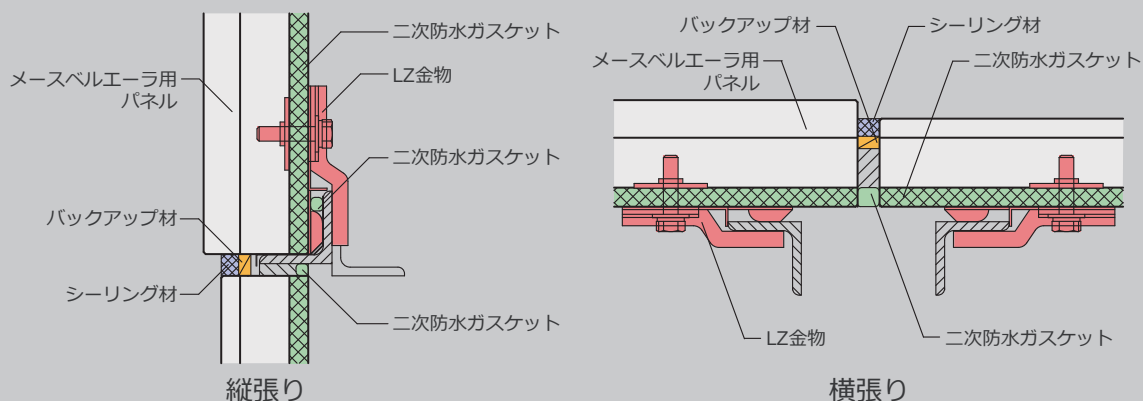 二次防水ガスケット
メースベルエーラ用
パネル
LZ金物
二次防水ガスケット
バックアップ材
シーリング材
二次防水ガスケット
縦張り
バックアップ材
シーリング材
メースベルエーラ用
パネル
二次防水ガスケット
LZ金物
二次防水ガスケット
横張り